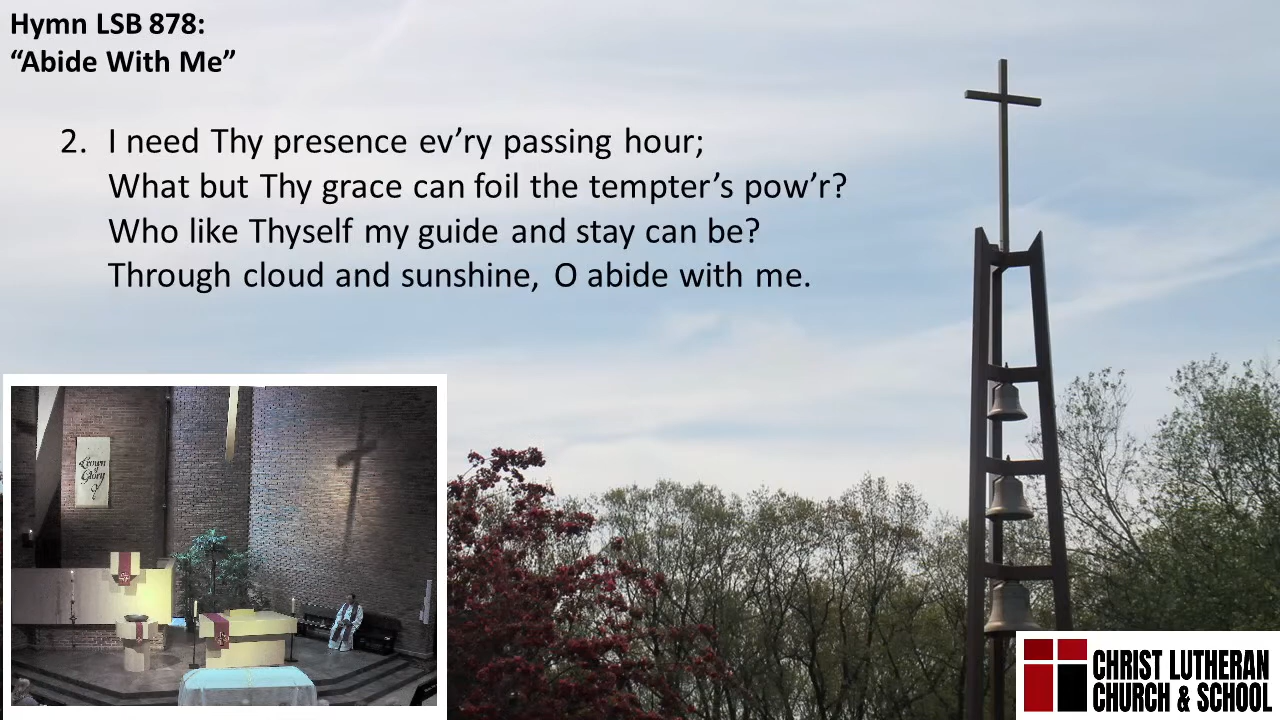 Hymn LSB 878:
“Abide With Me”
2. I need Thy presence ev’ry passing hour;
What but Thy grace can foil the tempter’s pow’r?
Who like Thyself my guide and stay can be?
Through cloud and sunshine, O abide with me.
Crown
Glory
CHRIST LUTHERAN
CHURCH & SCHOOL